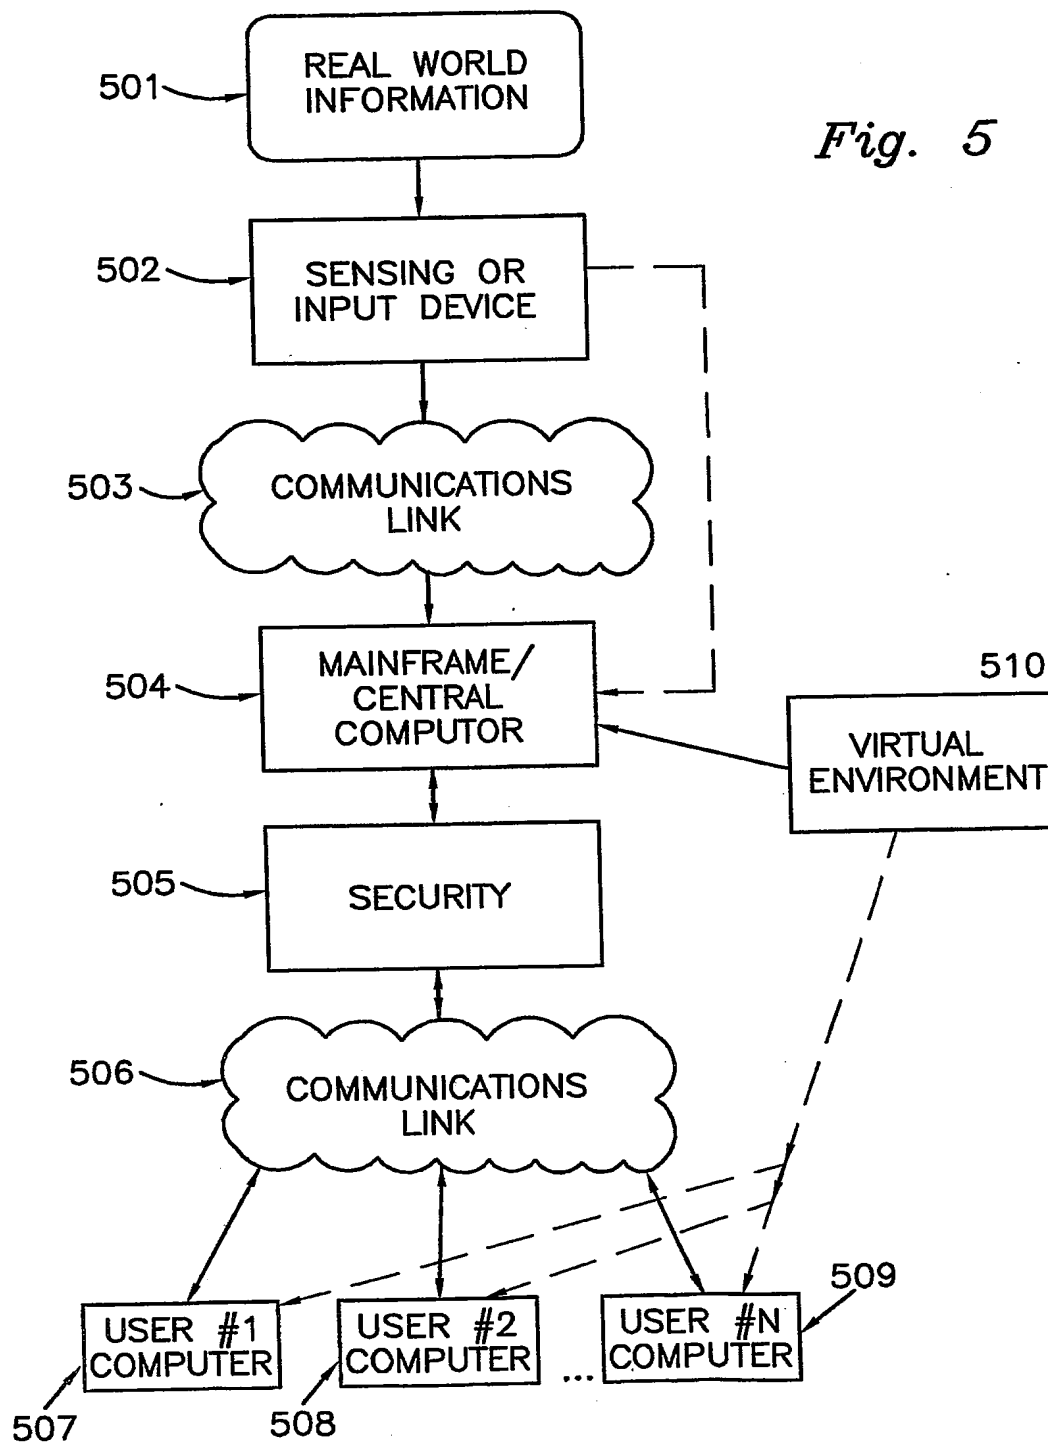 REAL WORLD
INFORMATION
501
Fig. 5
502
SENSING OR
INPUT DEVICE
503
COMMUNICATIONS
LINK
504
MAINFRAME/
CENTRAL
COMPUTOR
510
VIRTUAL
ENVIRONMENT
505
SECURITY
506
COMMUNICATIONS
LINK
USER #1
COMPUTER
USER #2
COMPUTER
...
USER #N
COMPUTER
509
507
508